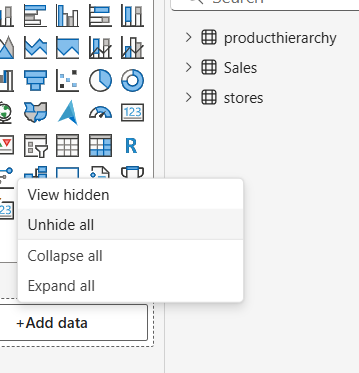 Search
producthierarchy
Sales
stores
123
R
View hidden
Unhide all
Collapse all
Expand all
123
+Add data